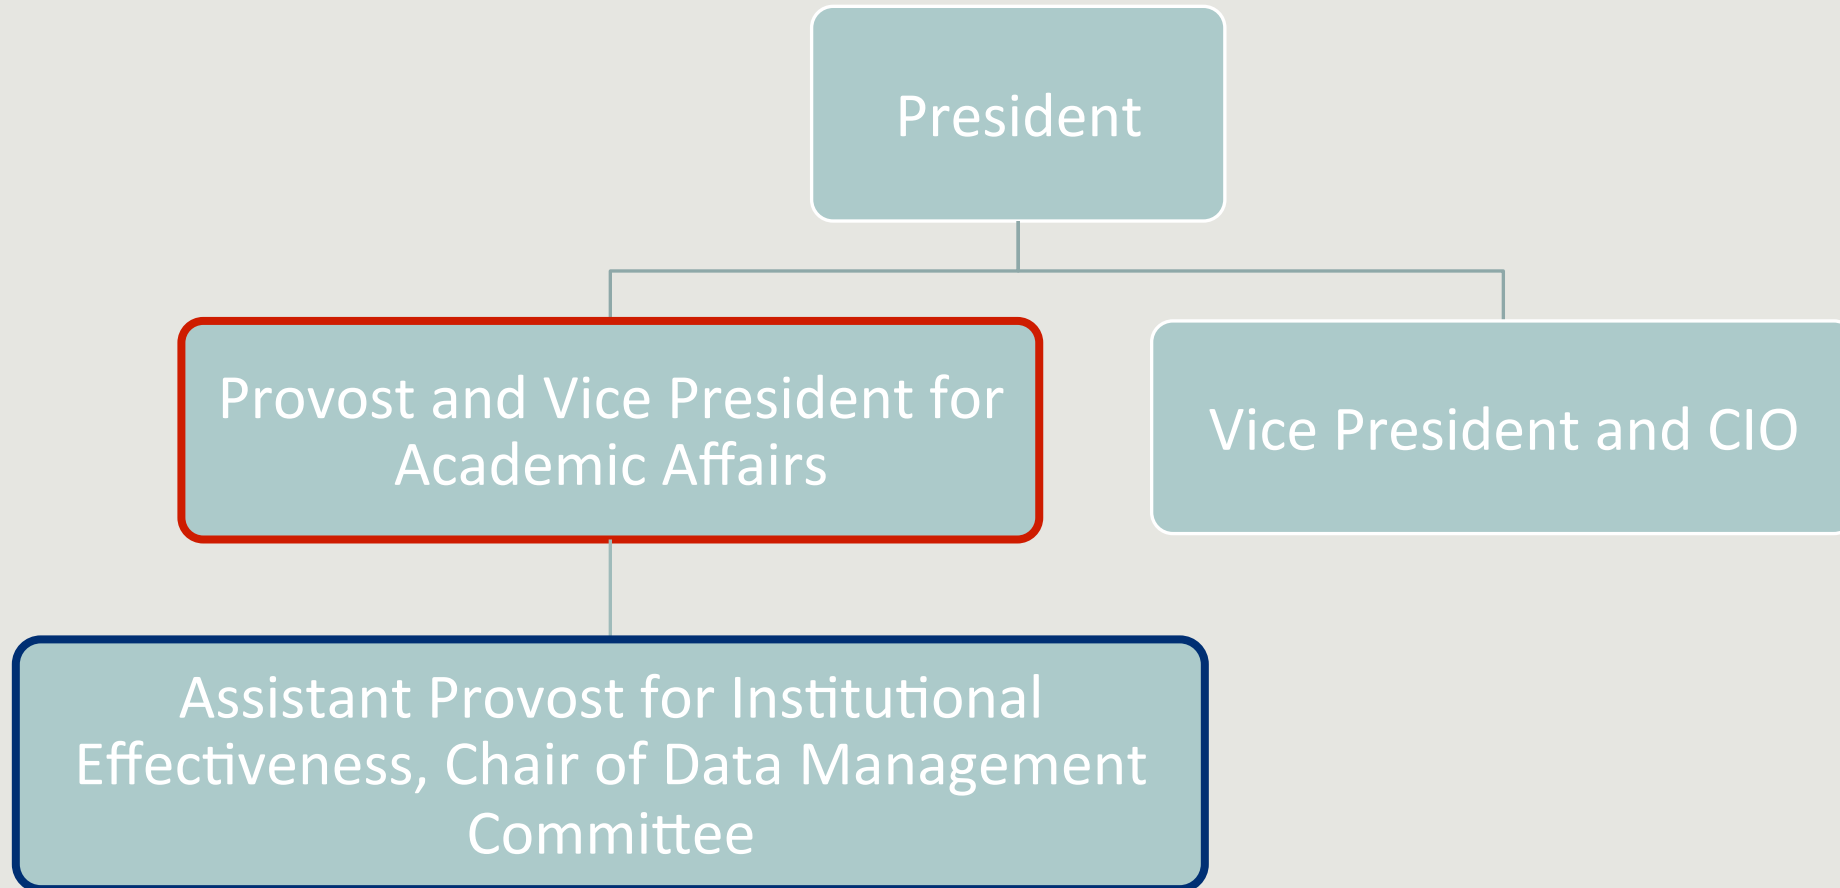 President
Provost and Vice President for
Academic Affairs
Vice President and CIO
Assistant Provost for Institutional
Effectiveness, Chair of Data Management
Committee